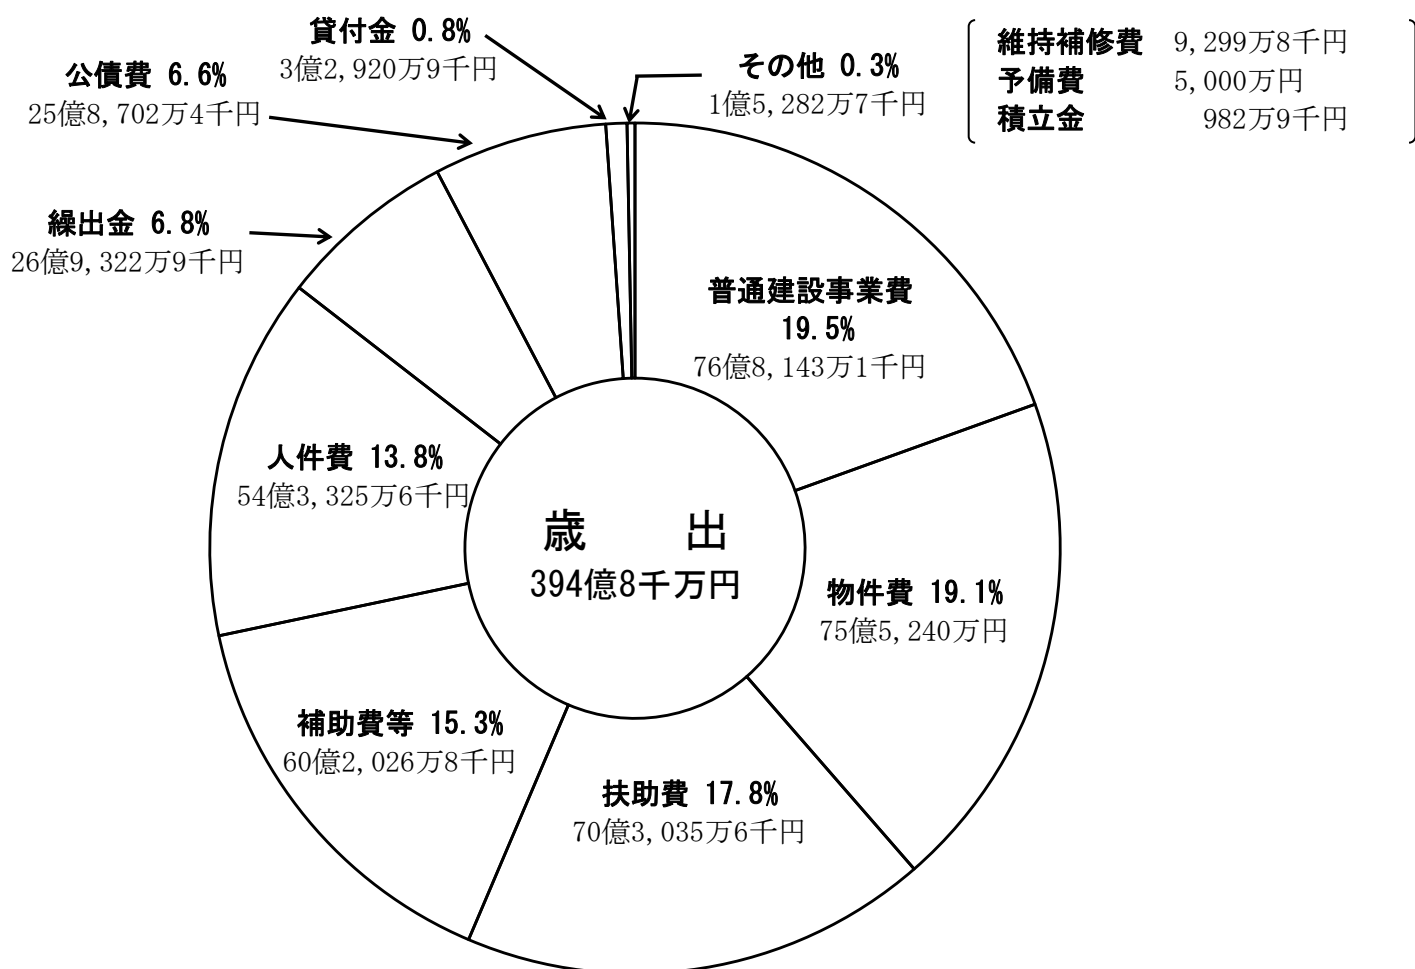 貸付金 0.8%
3億2,920万9千円
その他 0.3%
1億5,282万7千円
維持補修費 9,299万8千円
予備費 5,000万円
積立金 982万9千円
公債費 6.6%
25億8,702万4千円
繰出金 6.8%
26億9,322万9千円
普通建設事業費
19.5%
76億8,143万1千円
人件費 13.8%
54億3,325万6千円
歳 出
394億8千万円
物件費 19.1%
75億5,240万円
補助費等 15.3%
60億2,026万8千円
扶助費 17.8%
70億3,035万6千円